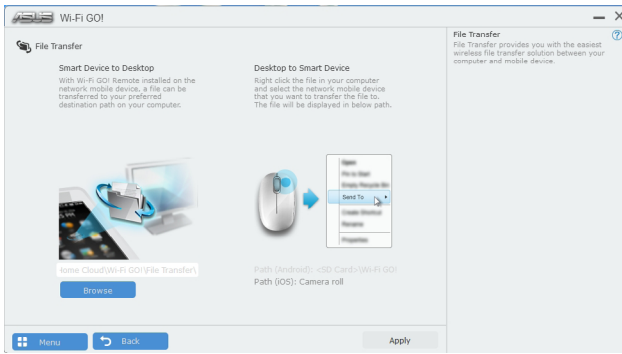 ASUS Wi-Fi GO!
File Transfer
Smart Device to Desktop
With Wi-Fi GO! Remote installed on the
network mobile device, a file can be
transferred to your preferred
destination path on your computer.
Home Cloud\Wi-Fi GO!\File Transfer\
Browse
Desktop to Smart Device
Right click the file in your computer
and select the network mobile device
that you want to transfer the file to.
The file will be displayed in below path.
Open
Pin to Start
Empty Recycle Bin
Send To
Create Shortcut
Rename
Properties
Path (Android): <SD Card>\Wi-Fi GO!
Path (iOS): Camera roll
Menu
Back
Apply
File Transfer
File Transfer provides you with the easiest
wireless file transfer solution between your
computer and mobile device.
?